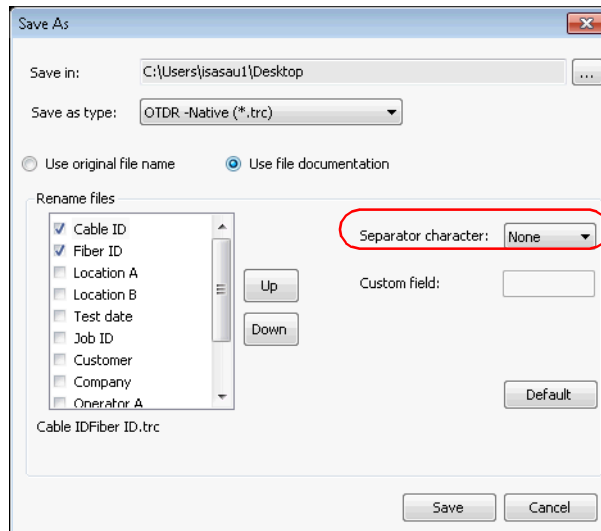 Save As
Save in: C:\Users\isasau1\Desktop ...
Save as type: OTDR -Native (*.trc)
Use original file name Use file documentation
Rename files
Cable ID
Fiber ID
Location A
Location B
Test date
Job ID
Customer
Company
Operator A
Up
Down
Separator character: None
Custom field:
Default
Cable IDFiber ID.trc
Save Cancel